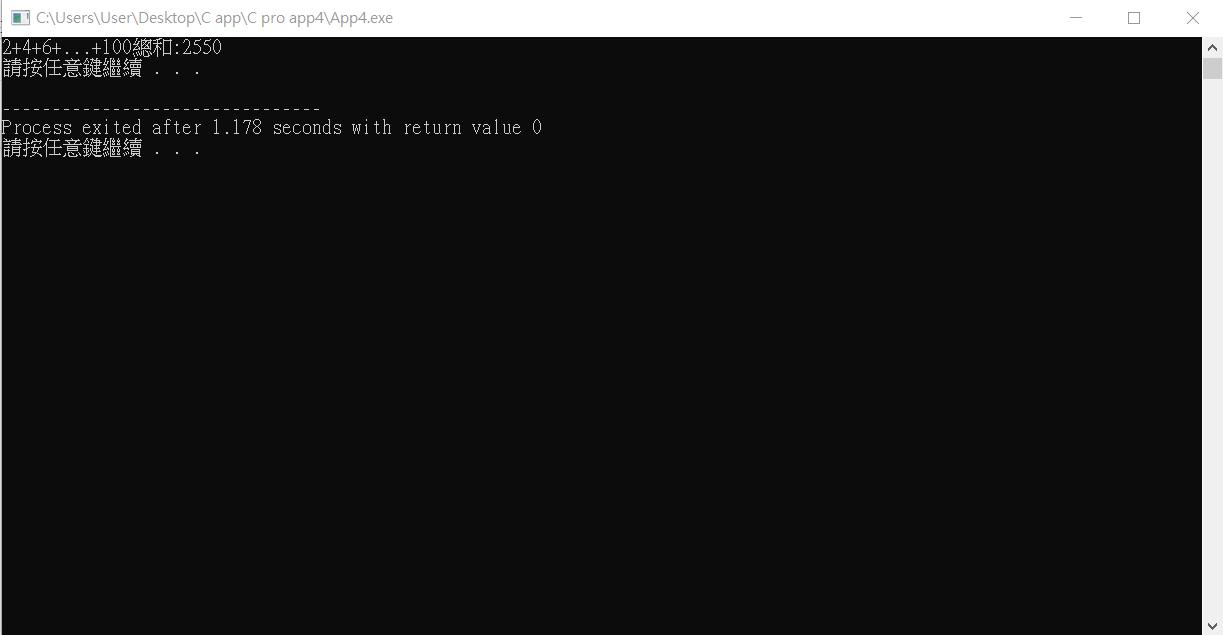 C:\Users\User\Desktop\C app\C pro app4\App4.exe
2+4+6+...+100總和:2550
請按任意鍵繼續 . . .
--------------------------------
Process exited after 1.178 seconds with return value 0
請按任意鍵繼續 . . .